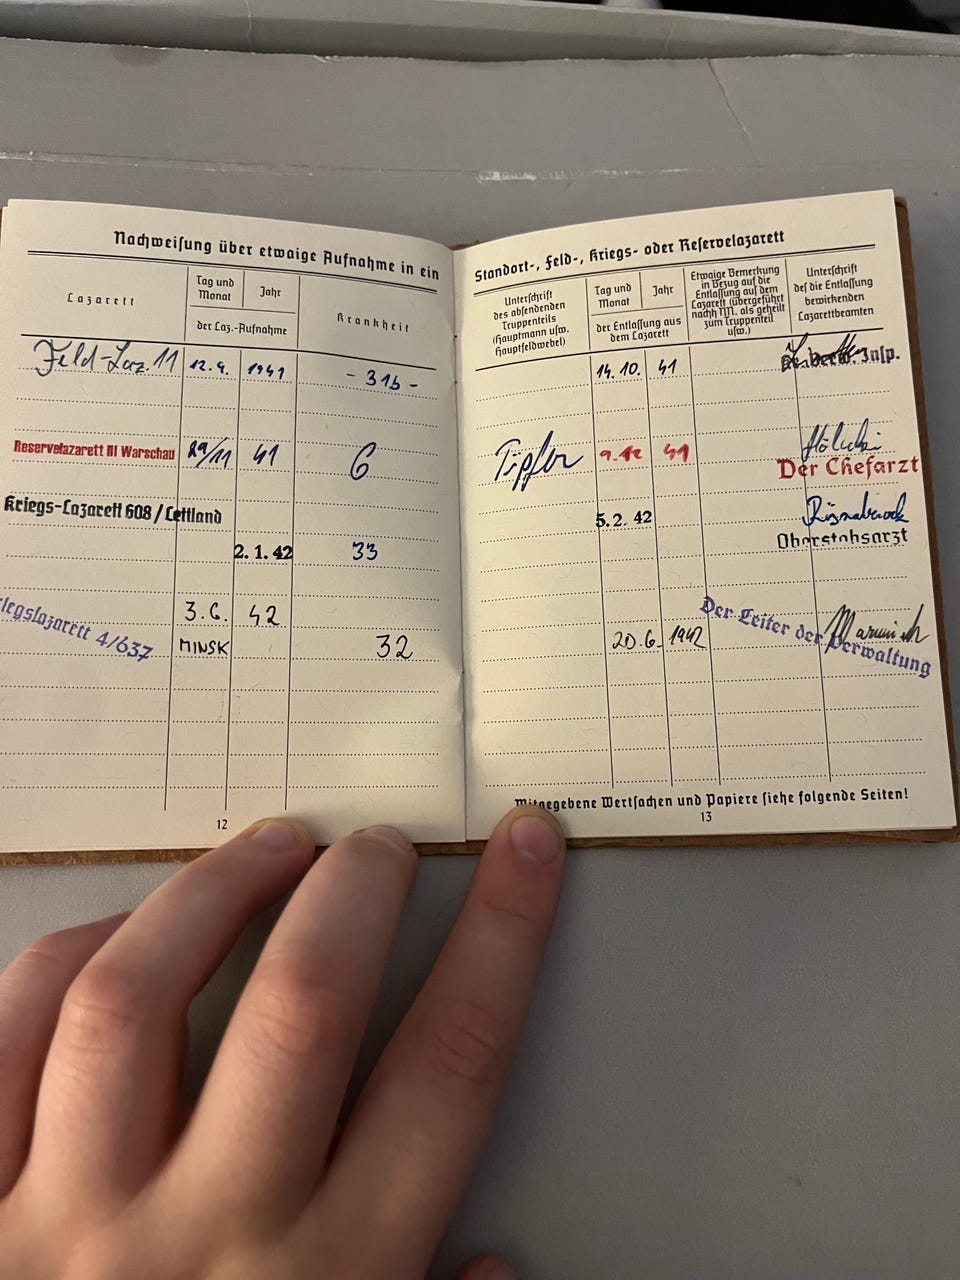 Nachweisung über etwaige Aufnahme in ein
Lazarett
Tag und Monat
Jahr
der Laz.-Aufnahme
Krankheit
Feld-Laz. 11
12. 9.
1941
- 31b -
Reservelazarett III Warschau
29/11
41
6
Kriegs-Lazarett 608 / Lettland
2. 1. 42
33
iegslazarett 4/637
3. 6.
42
MINSK
32
12
Standort-, Feld-, Kriegs- oder Reservelazarett
Unterschrift
des absendenden
Truppenteils
(Hauptmann usw.
Hauptfeldwebel)
Tag und Monat
Jahr
der Entlassung aus
dem Lazarett
Etwaige Bemerkung
in Bezug auf die
Entlassung aus dem
Lazarett (übergeführt
nachh NN. als geheilt
zum Truppenteil
usw.)
Unterschrift
des die Entlassung
bewirkenden
Lazarettbeamten
14. 10.
41
Insp.
Tipfer
9. 12
41
Der Chefarzt
5. 2. 42
Oberstabsarzt
20. 6.
1942
Der Leiter der Verwaltung
Mitgegebene Wertsachen und Papiere siehe folgende Seiten!
13